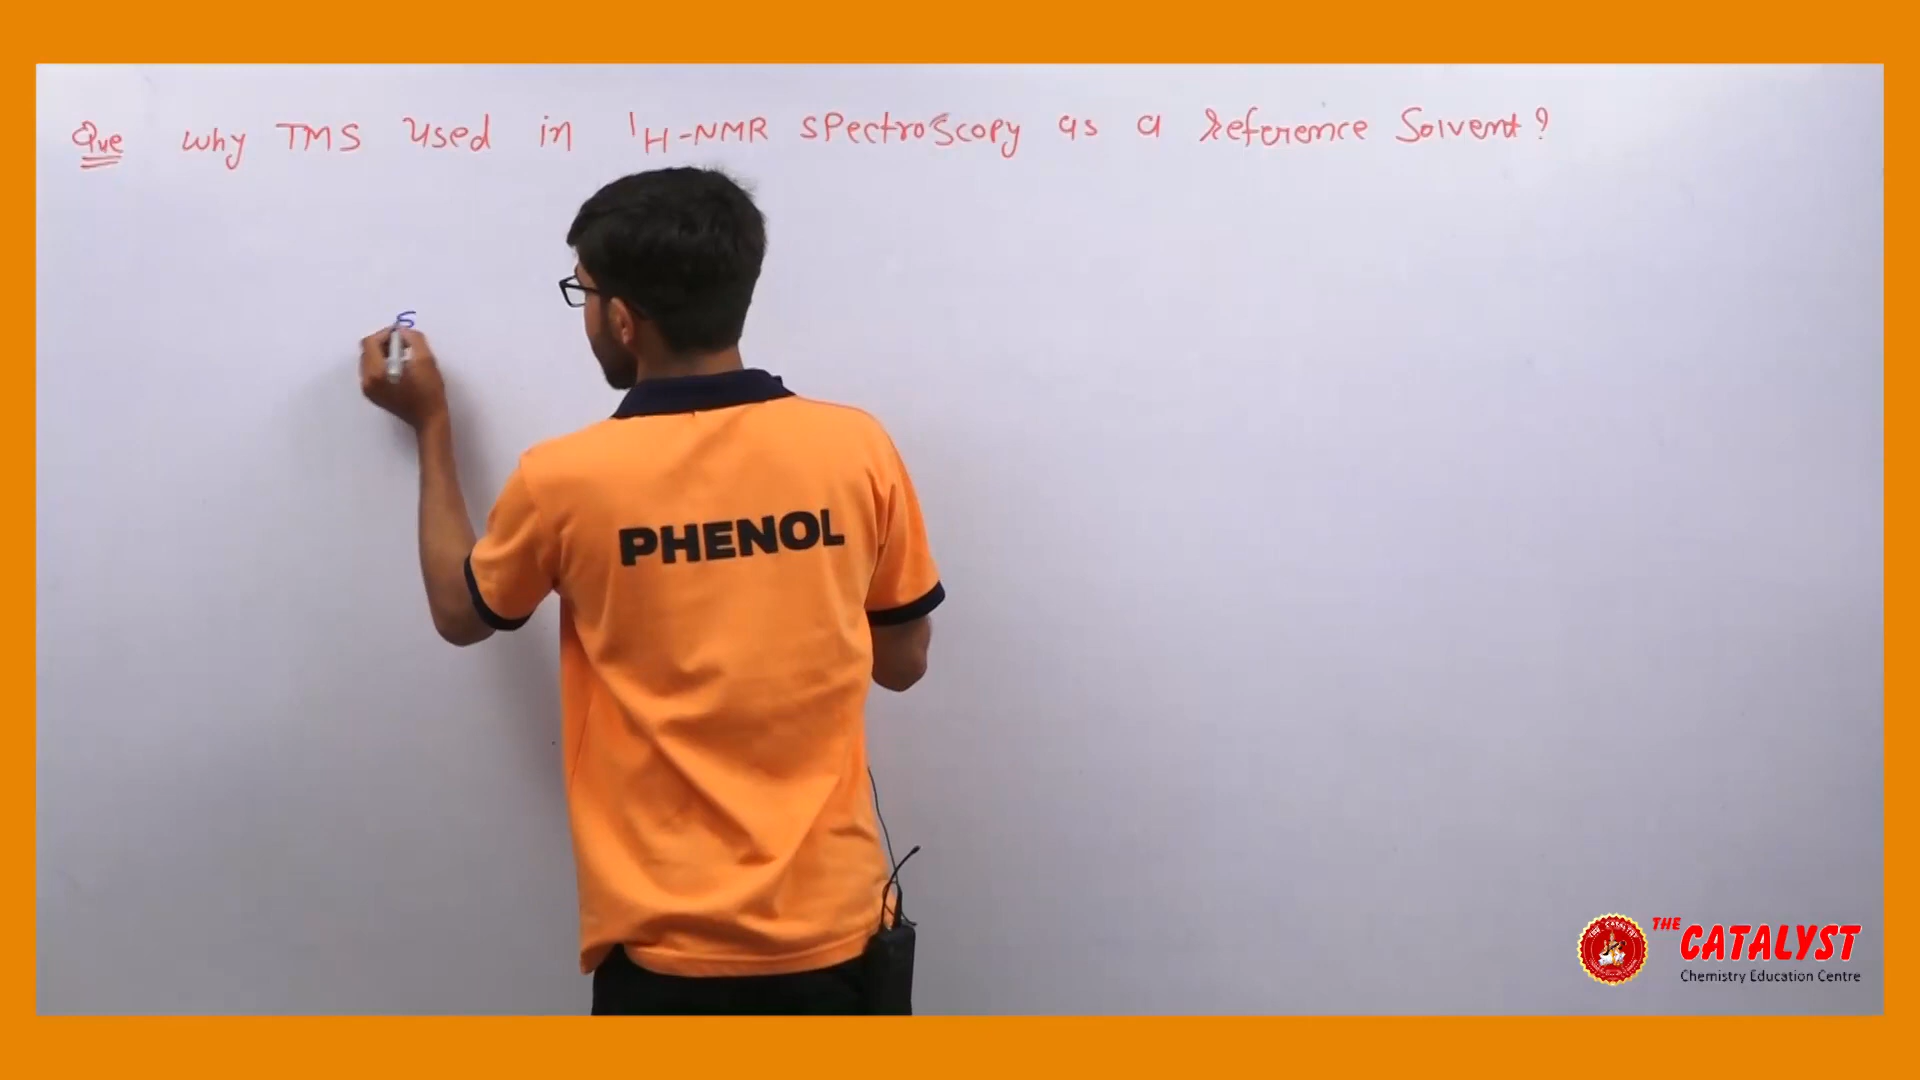 Que Why TMS used in ¹H-NMR spectroscopy as a reference Solvent?
S
PHENOL
THE CATALYST
Chemistry Education Centre